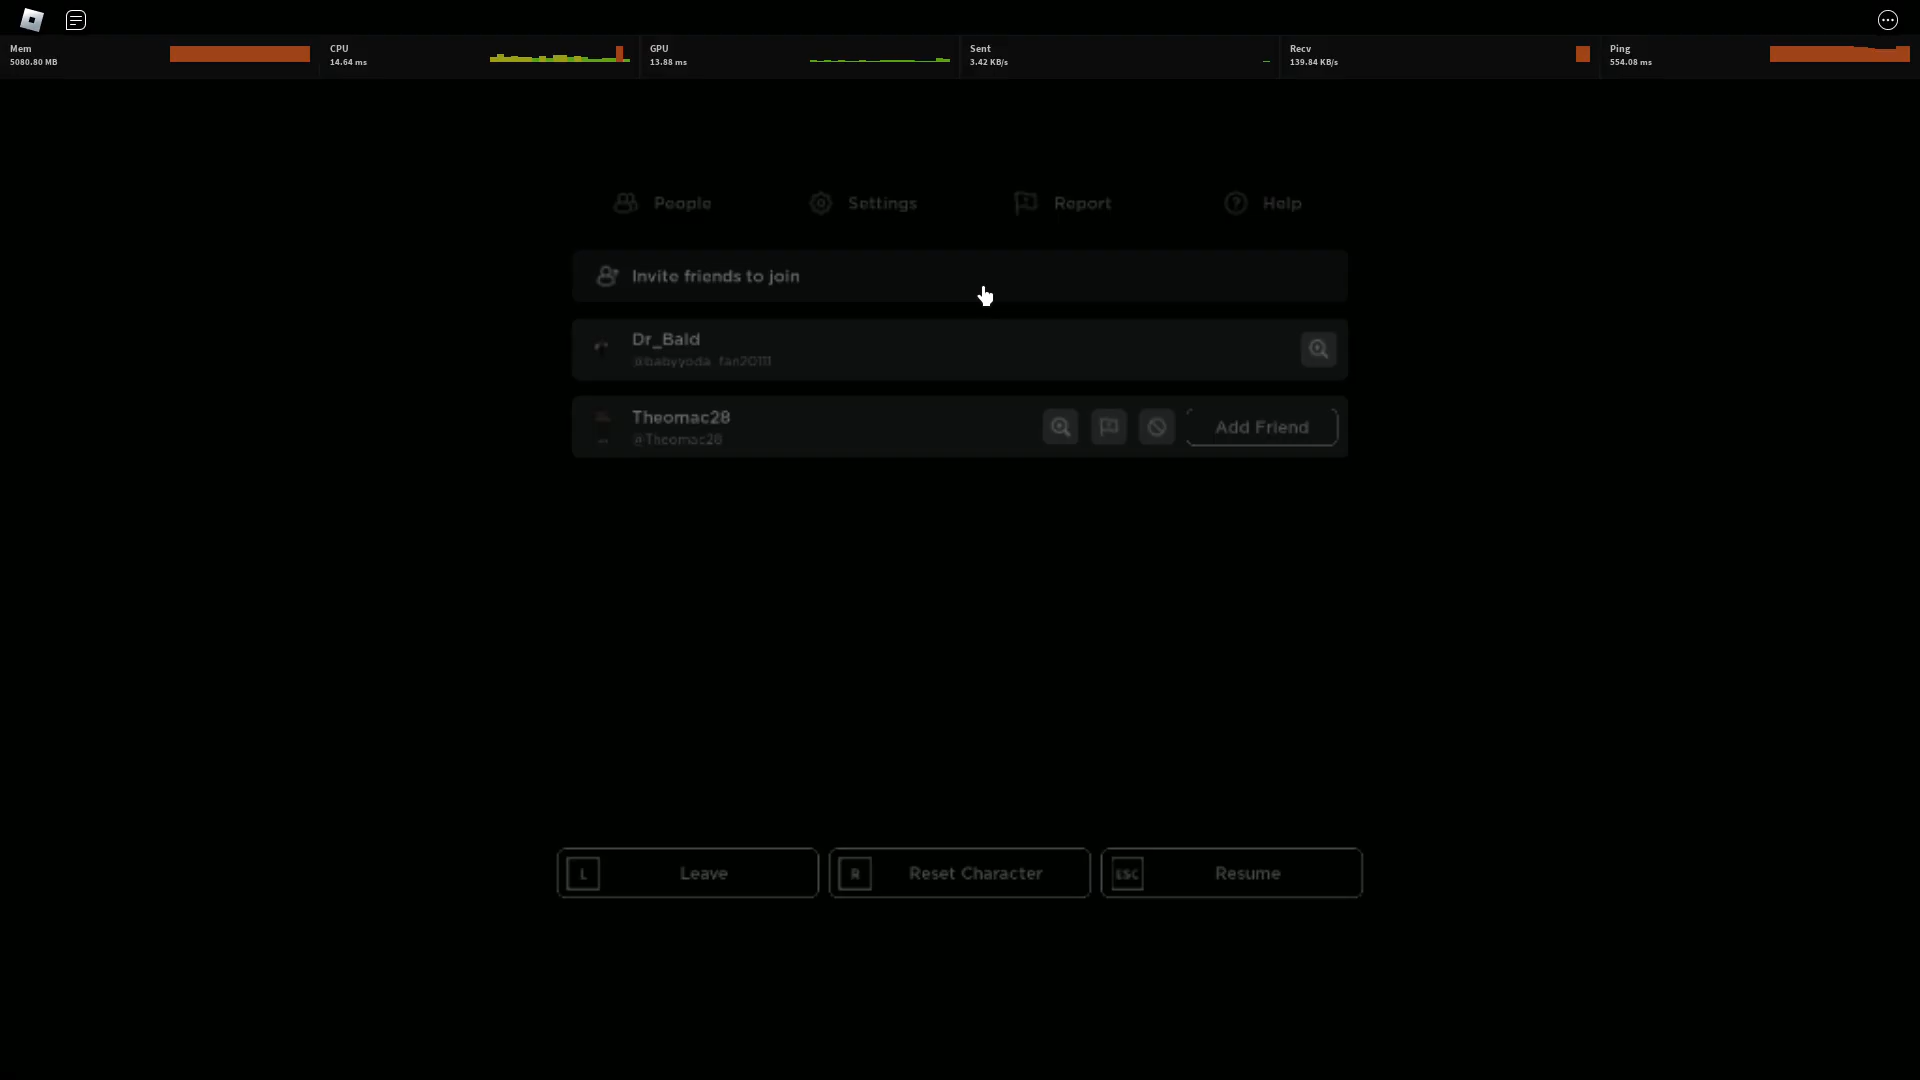 Mem
5080.80 MB
CPU
14.64 ms
GPU
13.88 ms
Sent
3.42 KB/s
Recv
139.84 KB/s
Ping
554.08 ms
People
Settings
Report
Help
Invite friends to join
Dr_Bald
@babyyoda_fan20111
Theomac28
@Theomac28
Add Friend
L
Leave
R
Reset Character
ESC
Resume